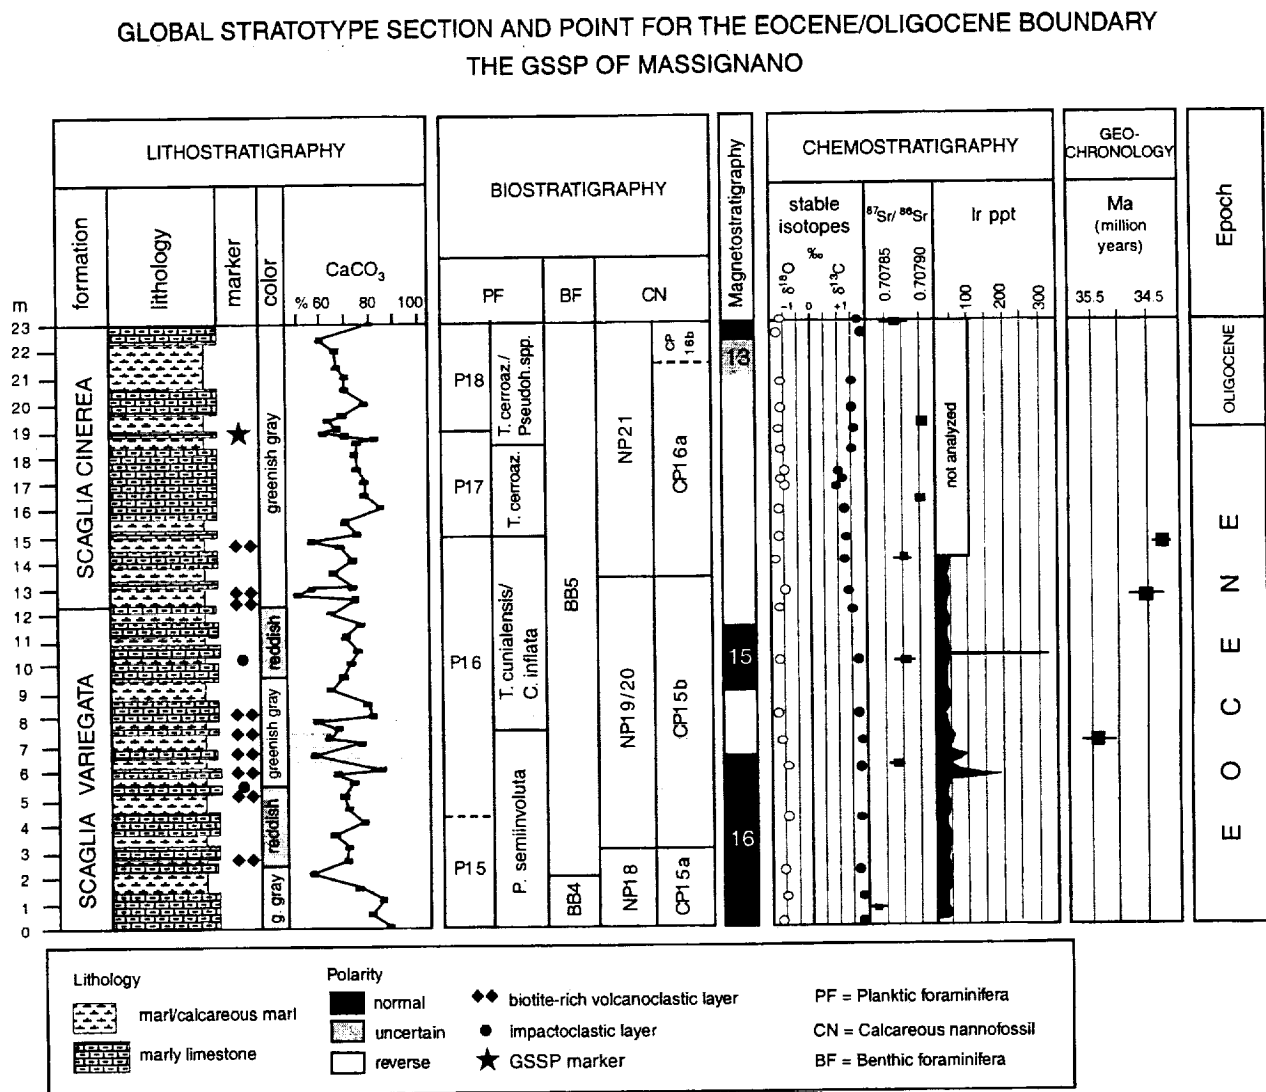 GLOBAL STRATOTYPE SECTION AND POINT FOR THE EOCENE/OLIGOCENE BOUNDARY
THE GSSP OF MASSIGNANO
LITHOSTRATIGRAPHY
BIOSTRATIGRAPHY
Magnetostratigraphy
CHEMOSTRATIGRAPHY
GEO-
CHRONOLOGY
Epoch
formation
lithology
marker
color
CaCO3
% 60 80 100
PF
BF
CN
stable
isotopes
‰
δ18O
δ13C
-1 0 +1
87Sr/ 86Sr
0.70785
0.70790
Ir ppt
100
200
300
Ma
(million
years)
35.5 34.5
m
23
22
21
20
19
18
17
16
15
14
13
12
11
10
9
8
7
6
5
4
3
2
1
0
SCAGLIA CINEREA
SCAGLIA VARIEGATA
greenish gray
reddish
greenish gray
reddish
g. gray
P18
P17
P16
P15
T. cerroaz./
Pseudoh.spp.
T. cerroaz.
T. cunialensis/
C. inflata
P. semiinvoluta
BB5
BB4
NP21
NP19/20
NP18
CP
16b
CP16a
CP15b
CP15a
13
15
16
not analyzed
OLIGOCENE
EOCENE
Lithology
marl/calcareous marl
marly limestone
Polarity
normal
uncertain
reverse
biotite-rich volcanoclastic layer
impactoclastic layer
GSSP marker
PF = Planktic foraminifera
CN = Calcareous nannofossil
BF = Benthic foraminifera